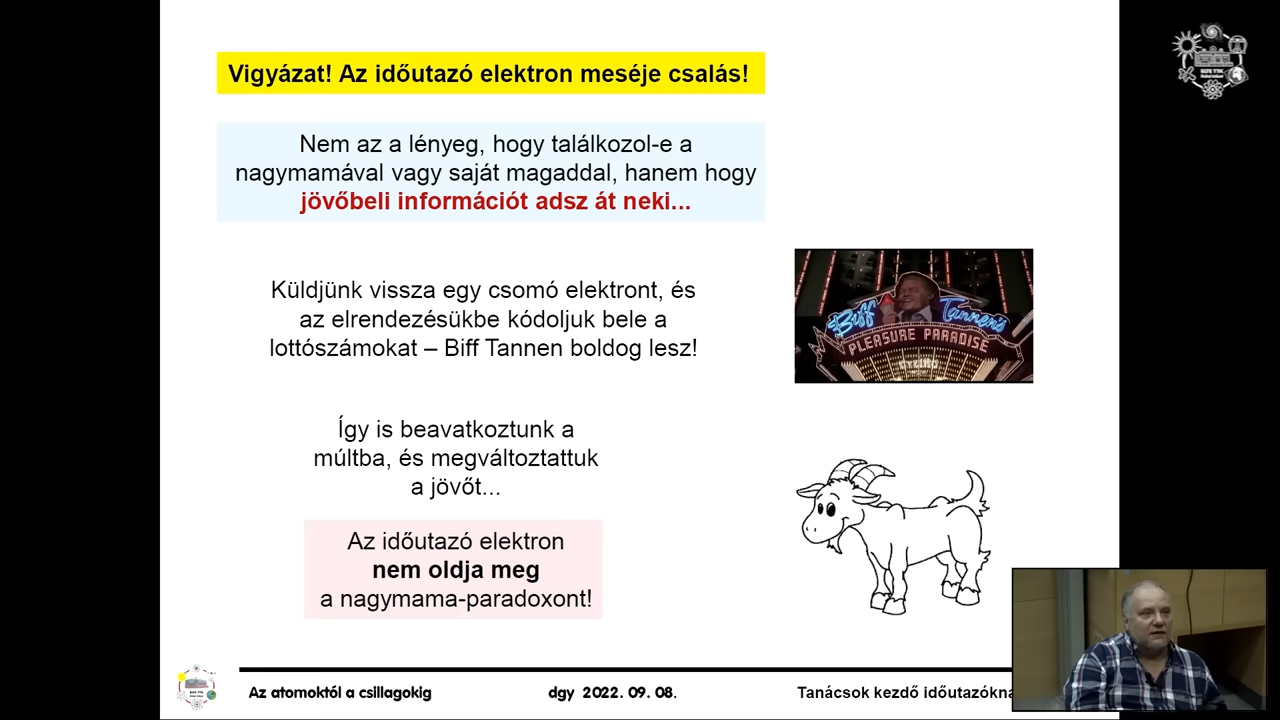 Vigyázat! Az időutazó elektron meséje csalás!
Nem az a lényeg, hogy találkozol-e a
nagymamával vagy saját magaddal, hanem hogy
jövőbeli információt adsz át neki...
Küldjünk vissza egy csomó elektront, és
az elrendezésükbe kódoljuk bele a
lottószámokat – Biff Tannen boldog lesz!
Biff Tannen's
PLEASURE PARADISE
Így is beavatkoztunk a
múltba, és megváltoztattuk
a jövőt...
Az időutazó elektron
nem oldja meg
a nagymama-paradoxont!
Az atomoktól a csillagokig
dgy 2022. 09. 08.
Tanácsok kezdő időutazókna